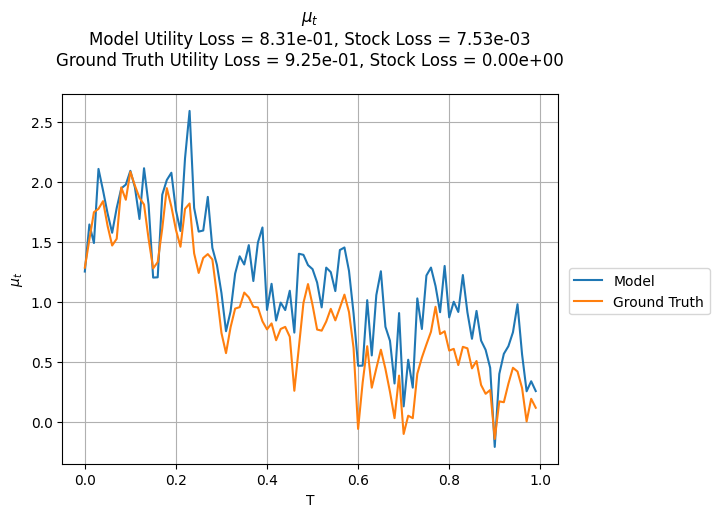 μₜ
Model Utility Loss = 8.31e-01, Stock Loss = 7.53e-03
Ground Truth Utility Loss = 9.25e-01, Stock Loss = 0.00e+00
2.5
2.0
1.5
1.0
0.5
0.0
μₜ
0.0
0.2
0.4
0.6
0.8
1.0
T
Model
Ground Truth